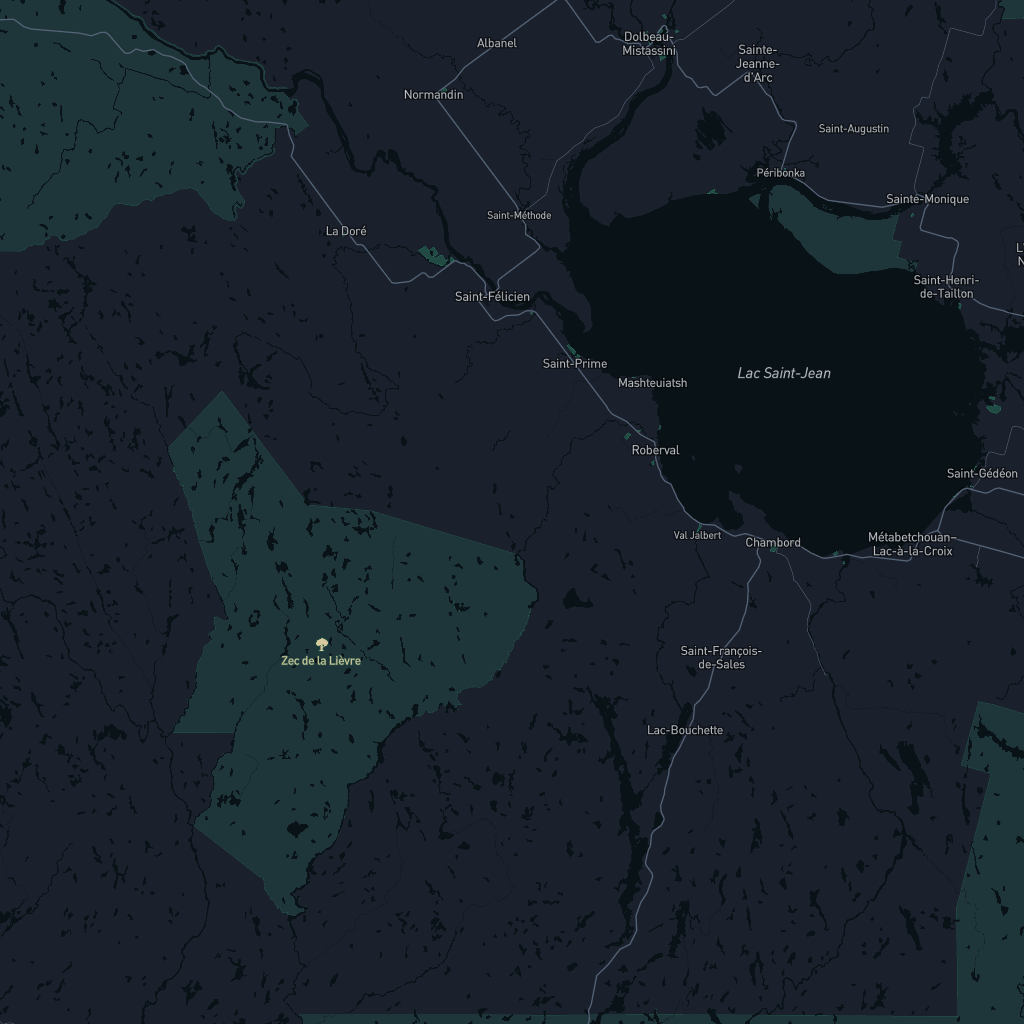 Dolbeau-
Mistassini
Albanel
Sainte-
Jeanne-
d'Arc
Normandin
Saint-Augustin
Péribonka
Sainte-Monique
Saint-Méthode
La Doré
Saint-Henri-
de-Taillon
Saint-Félicien
Saint-Prime
Lac Saint-Jean
Mashteuiatsh
Roberval
Saint-Gédéon
Val Jalbert
Chambord
Métabetchouan–
Lac-à-la-Croix
Saint-François-
de-Sales
Zec de la Lièvre
Lac-Bouchette